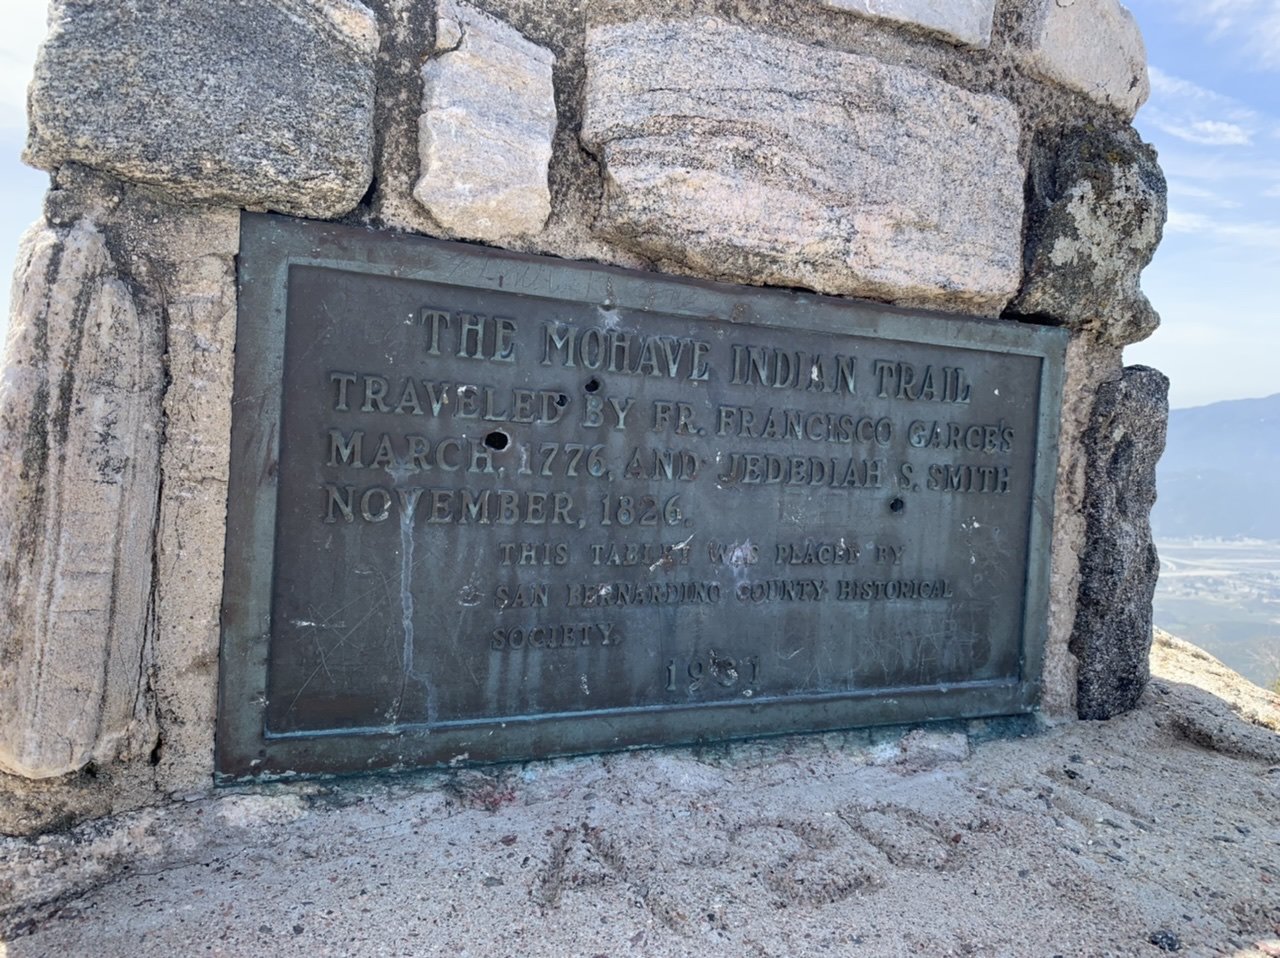 THE MOHAVE INDIAN TRAIL
TRAVELED BY FR. FRANCISCO GARCE'S
MARCH. 1776, AND JEDEDIAH S. SMITH
NOVEMBER, 1826.
THIS TABLET WAS PLACED BY
SAN BERNARDINO COUNTY HISTORICAL
SOCIETY.
1931